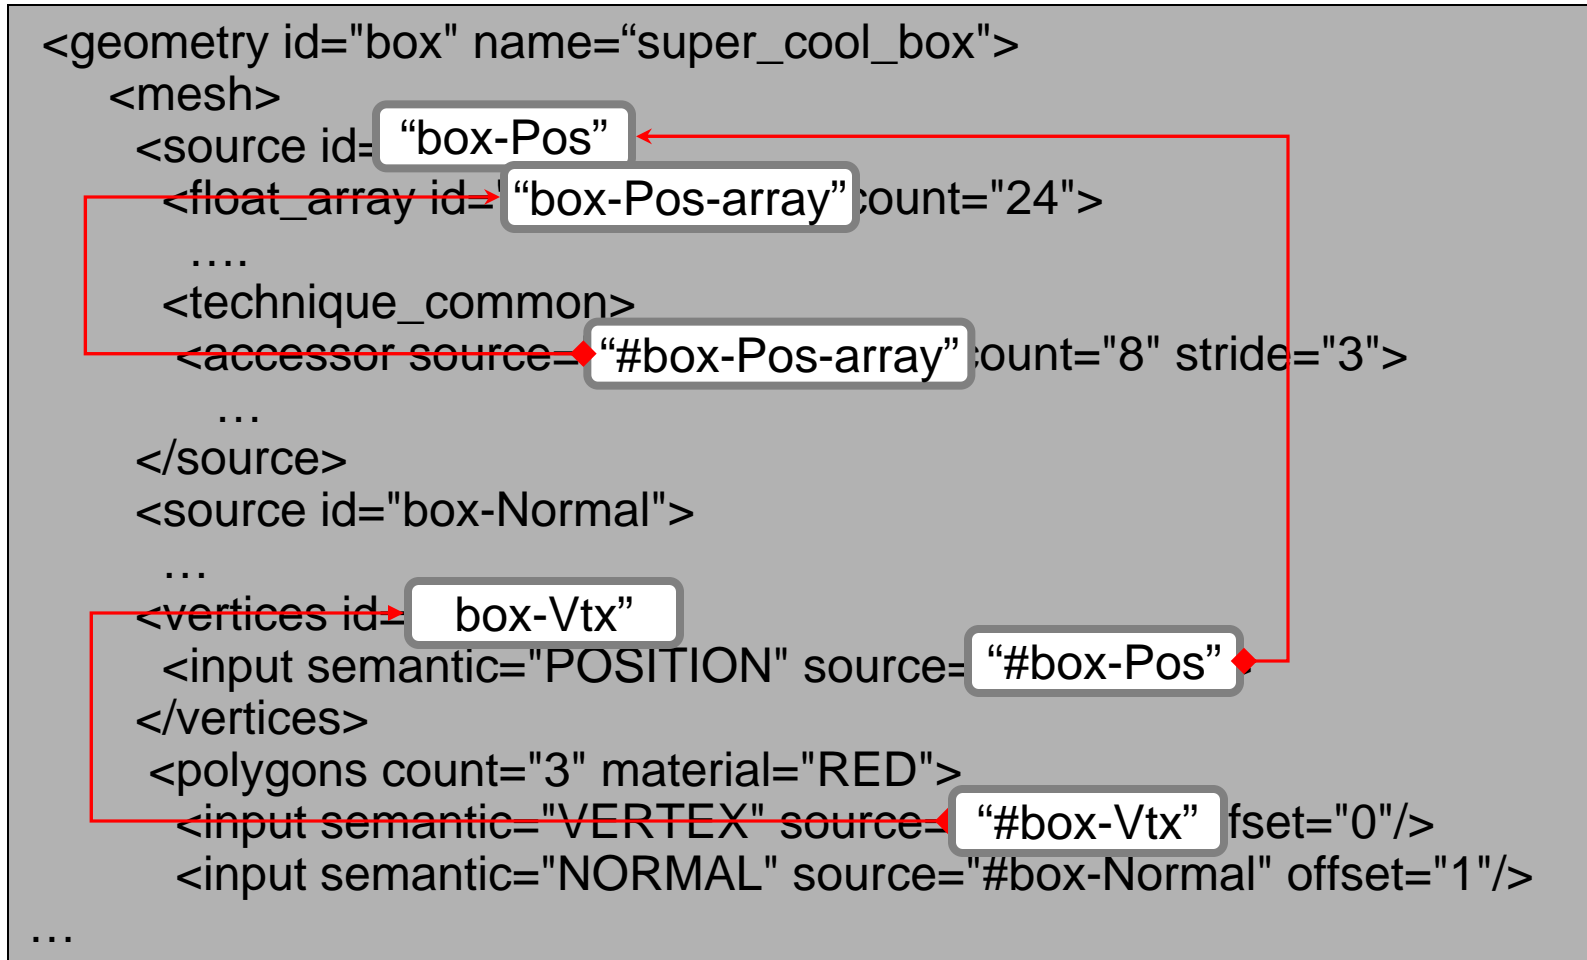 <geometry id="box" name=“super_cool_box">
<mesh>
<source id= “box-Pos”
<float_array id=" “box-Pos-array” count="24">
….
<technique_common>
<accessor source= “#box-Pos-array” count="8" stride="3">
…
</source>
<source id="box-Normal">
…
<vertices id= box-Vtx”
<input semantic="POSITION" source= “#box-Pos” >
</vertices>
<polygons count="3" material="RED">
<input semantic="VERTEX" source= “#box-Vtx” fset="0"/>
<input semantic="NORMAL" source="#box-Normal" offset="1"/>
…